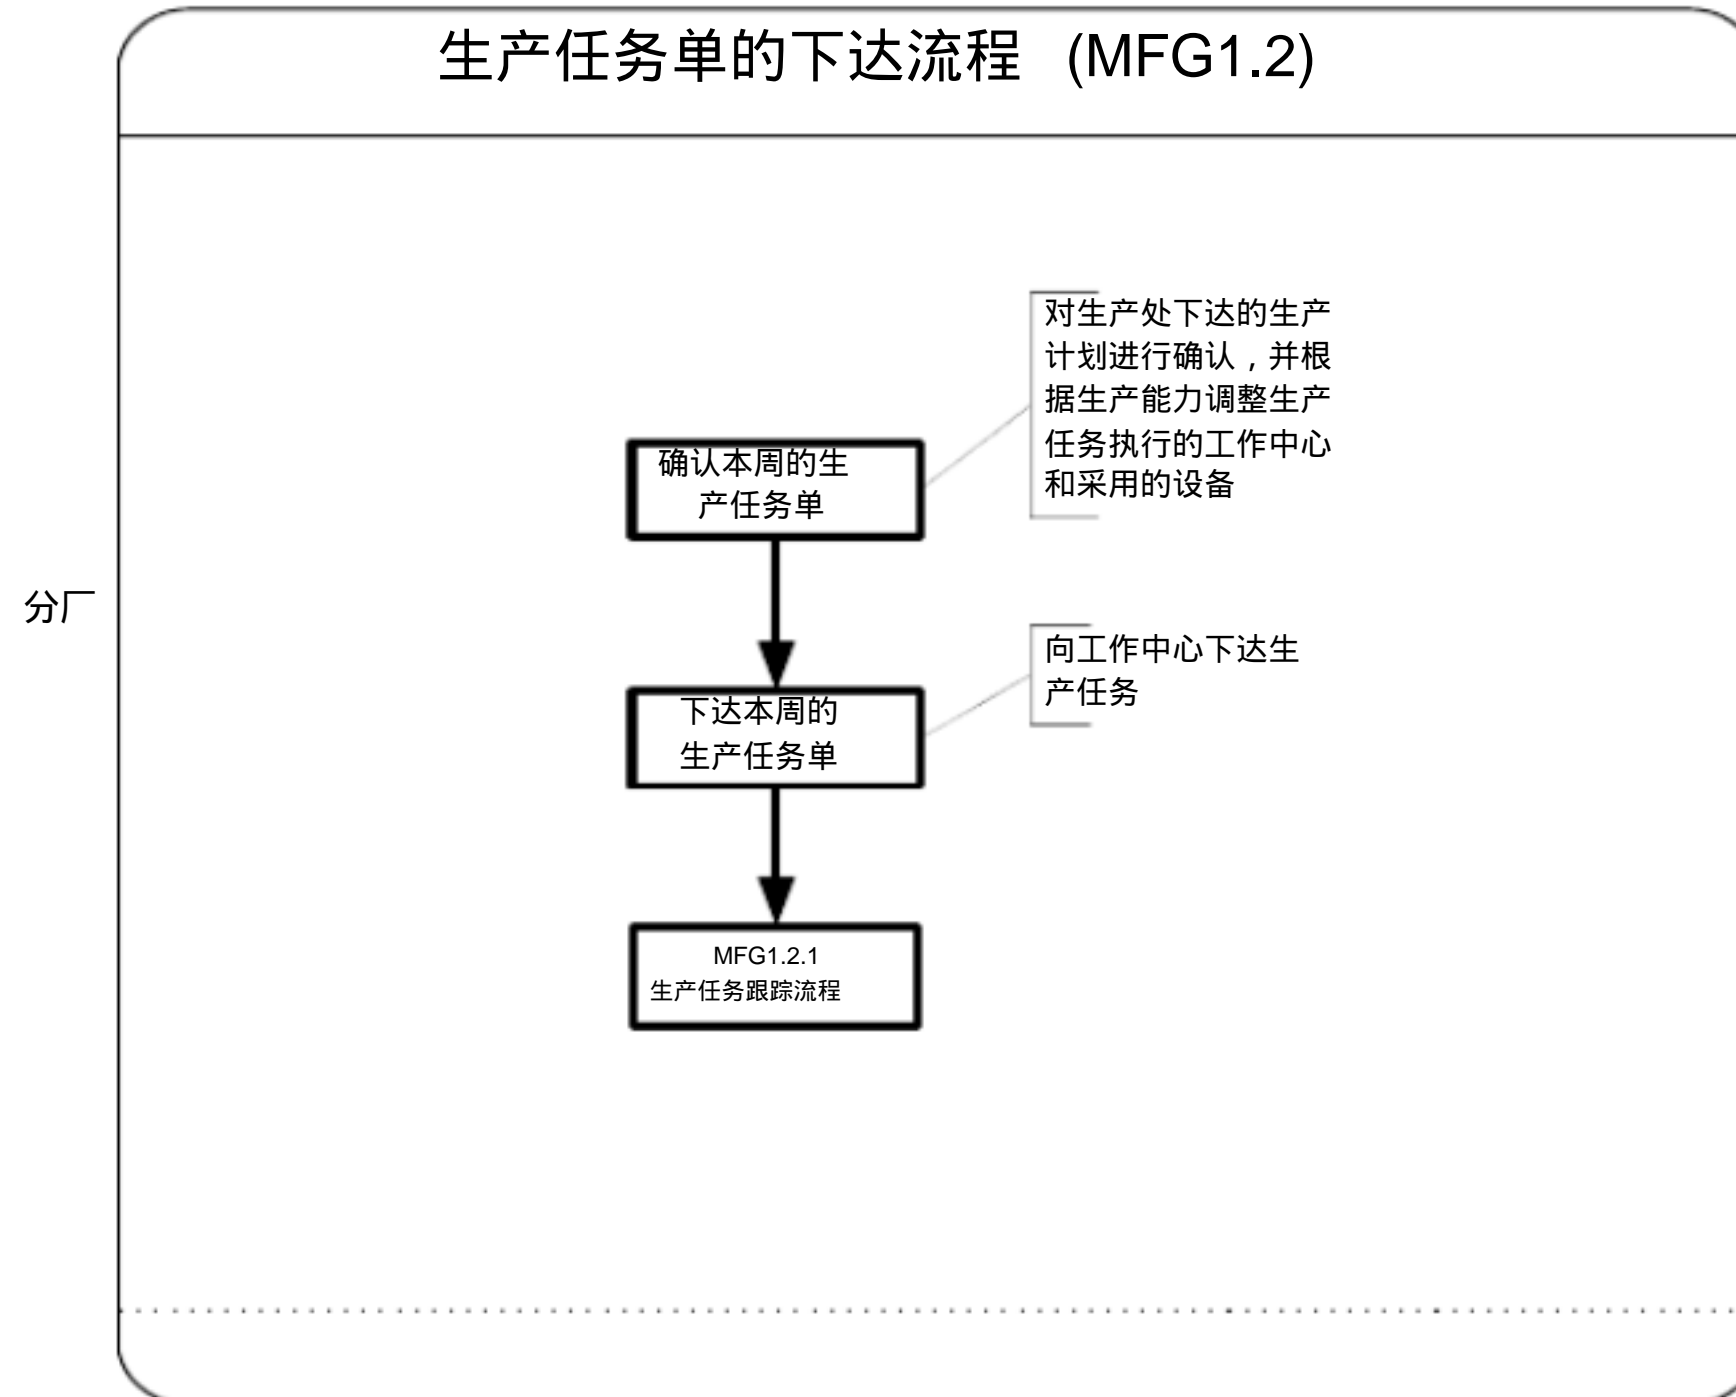 生产任务单的下达流程 (MFG1.2)
对生产处下达的生产
计划进行确认，并根
据生产能力调整生产
任务执行的工作中心
和采用的设备
确认本周的生
产任务单
分厂
向工作中心下达生
产任务
下达本周的
生产任务单
MFG1.2.1
生产任务跟踪流程